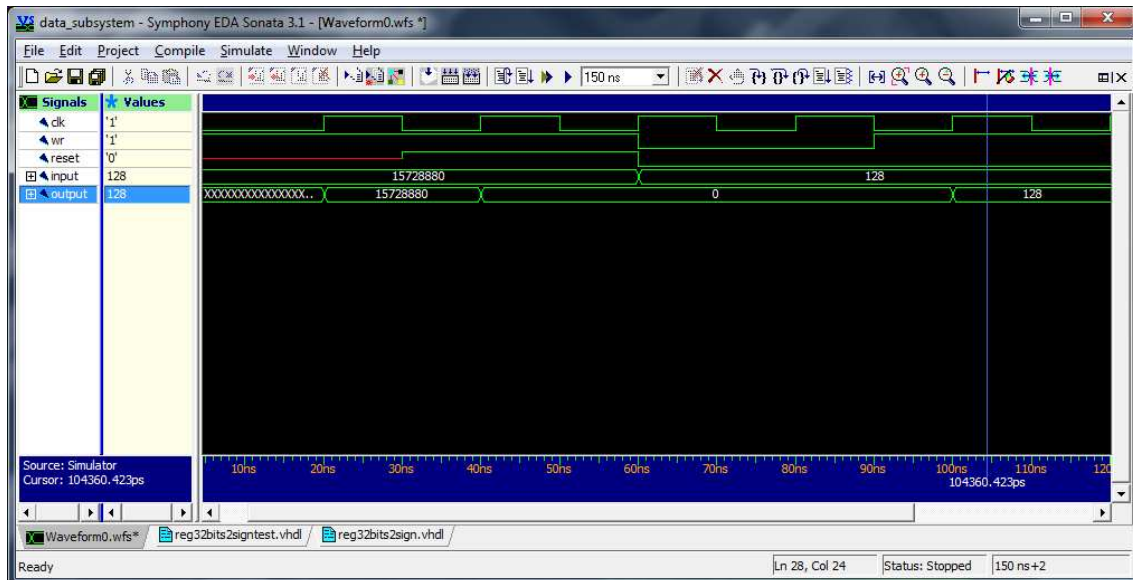 data_subsystem - Symphony EDA Sonata 3.1 - [Waveform0.wfs *]
File Edit Project Compile Simulate Window Help
150 ns
Signals Values
clk '1'
wr '1'
reset '0'
input 128 15728880 128
output 128 XXXXXXXXXXXXXXX.. 15728880 0 128
Source: Simulator
Cursor: 104360.423ps
10ns 20ns 30ns 40ns 50ns 60ns 70ns 80ns 90ns 100ns 110ns 120
104360.423ps
Waveform0.wfs* reg32bits2signtest.vhdl reg32bits2sign.vhdl
Ready Ln 28, Col 24 Status: Stopped 150 ns+2